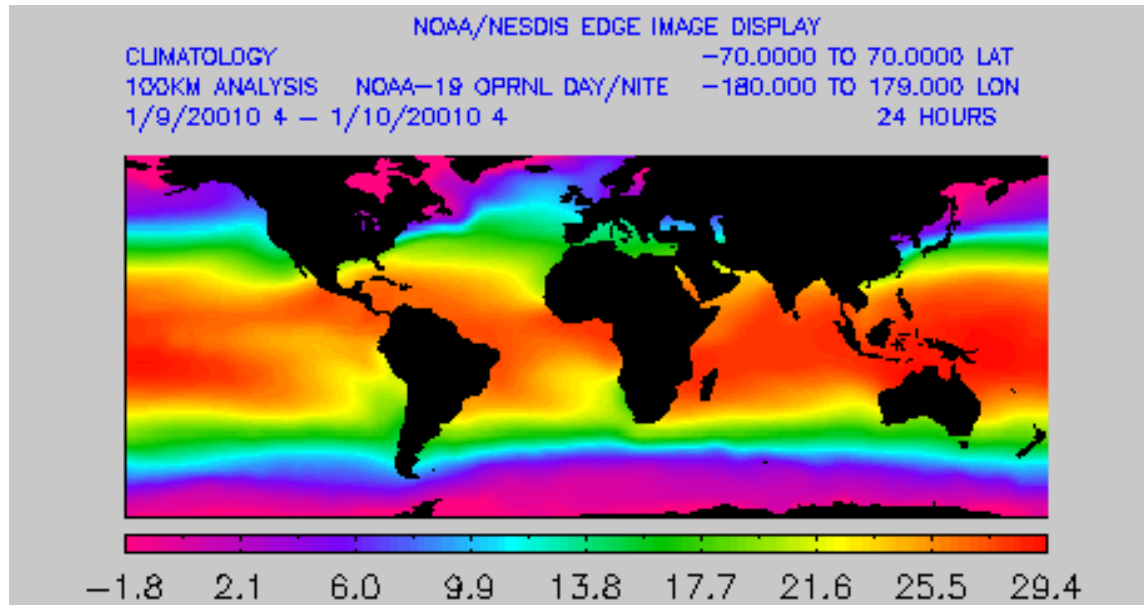 NOAA/NESDIS EDGE IMAGE DISPLAY
CLIMATOLOGY -70.0000 TO 70.0000 LAT
100KM ANALYSIS NOAA-19 OPRNL DAY/NITE -180.000 TO 179.000 LON
1/9/20010 4 - 1/10/20010 4 24 HOURS
-1.8 2.1 6.0 9.9 13.8 17.7 21.6 25.5 29.4